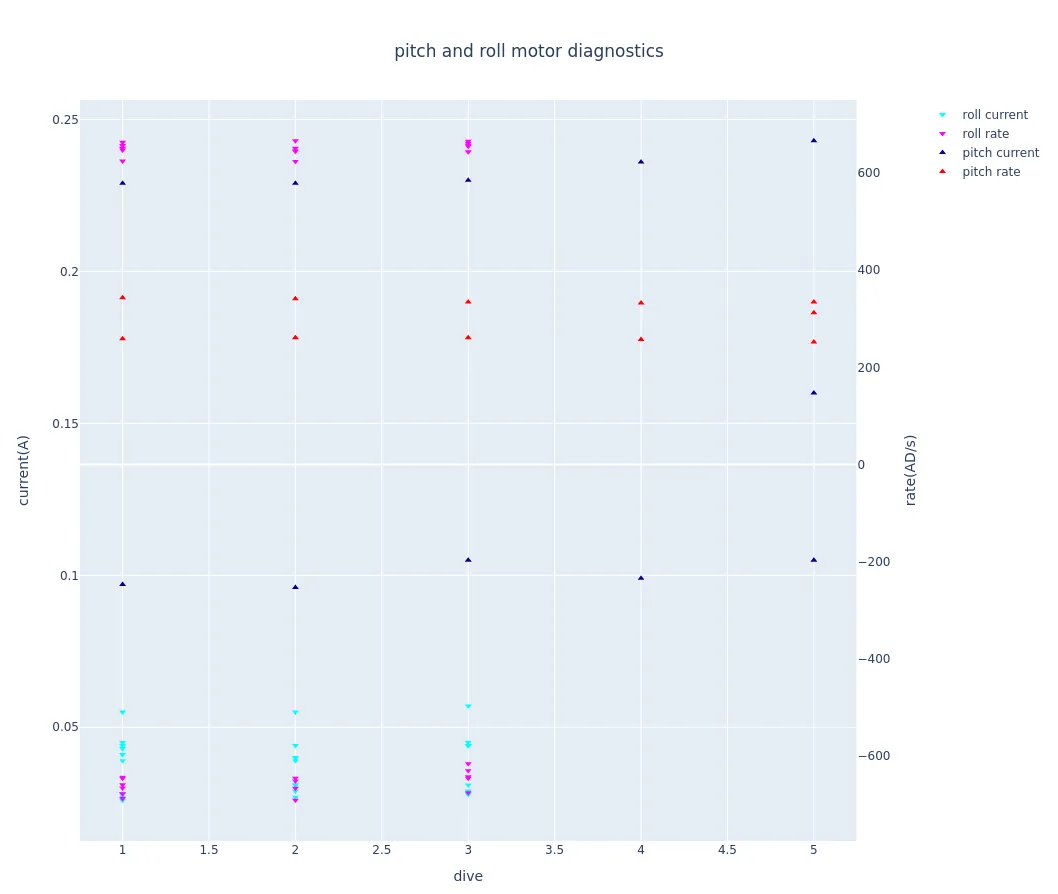 pitch and roll motor diagnostics
roll current
roll rate
pitch current
pitch rate
0.25
0.2
0.15
0.1
0.05
current(A)
600
400
200
0
−200
−400
−600
rate(AD/s)
1
1.5
2
2.5
3
3.5
4
4.5
5
dive